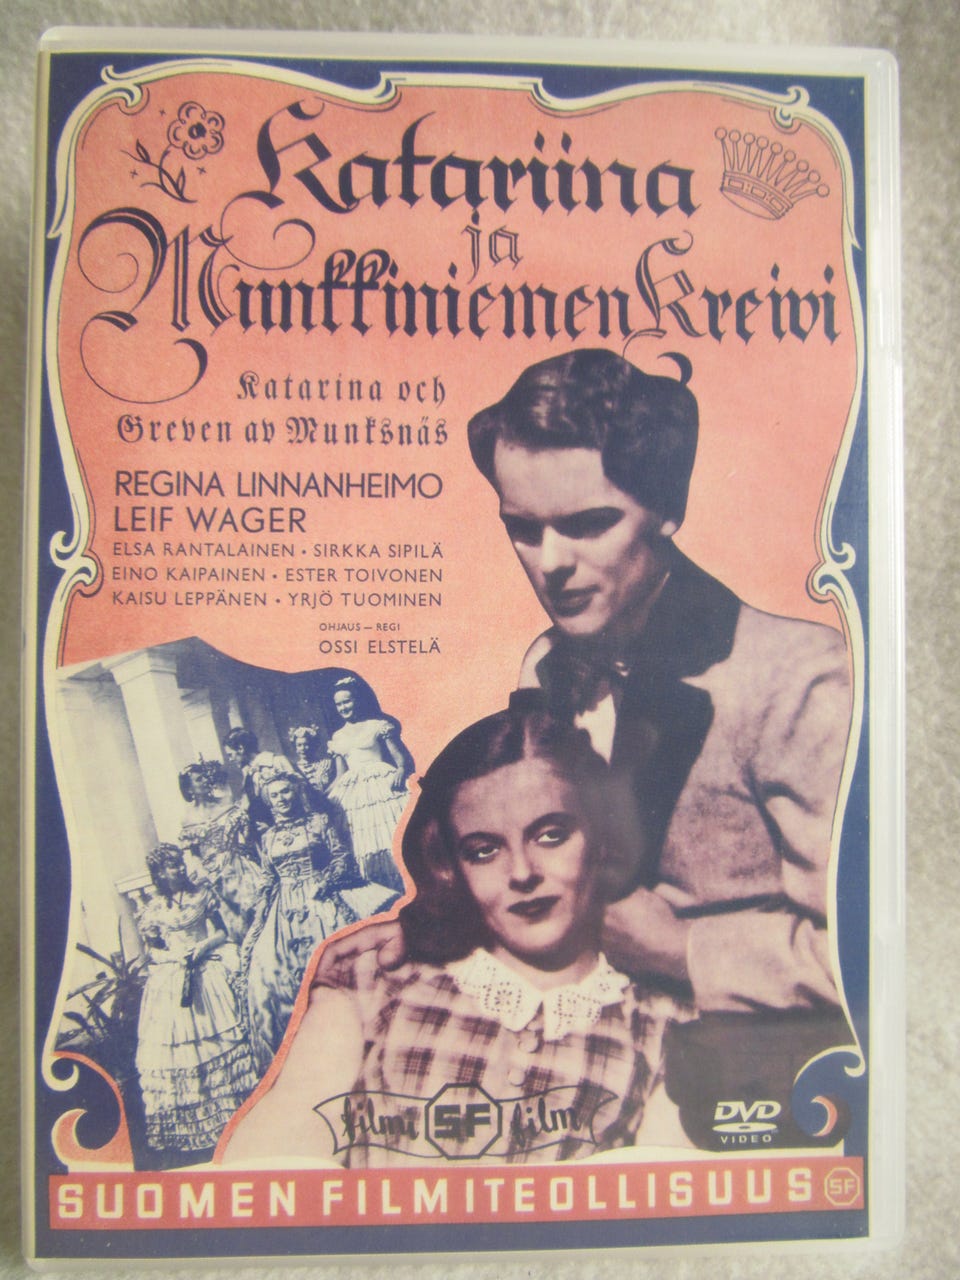 Katariina
ja
Munkkiniemen Kreivi
Katarina och
Greven av Munksnäs
REGINA LINNANHEIMO
LEIF WAGER
ELSA RANTALAINEN • SIRKKA SIPILÄ
EINO KAIPAINEN • ESTER TOIVONEN
KAISU LEPPÄNEN • YRJÖ TUOMINEN
OHJAUS — REGI
OSSI ELSTELÄ
filmi SF film
DVD
VIDEO
SUOMEN FILMITEOLLISUUS SF